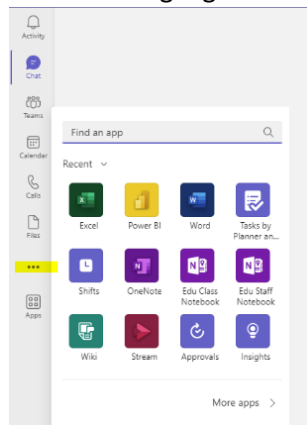 Activity
Chat
Teams
Calendar
Calls
Files
Apps
Find an app
Recent
Excel
Power BI
Word
Tasks by
Planner an...
Shifts
OneNote
Edu Class
Notebook
Edu Staff
Notebook
Wiki
Stream
Approvals
Insights
More apps